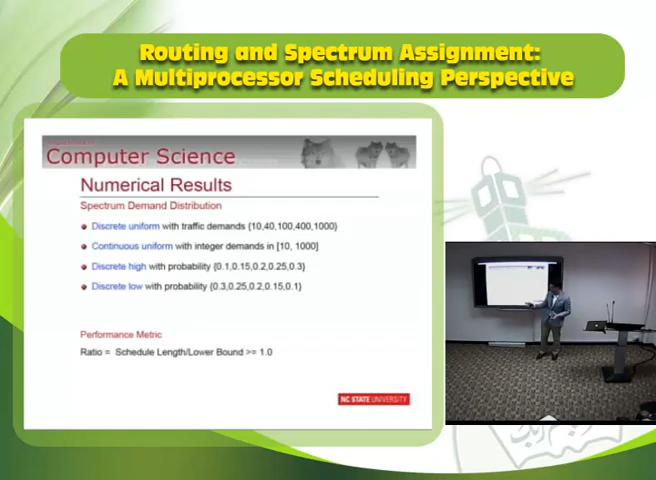 Routing and Spectrum Assignment:
A Multiprocessor Scheduling Perspective
Computer Science
Numerical Results
Spectrum Demand Distribution
Discrete uniform with traffic demands {10,40,100,400,1000}
Continuous uniform with integer demands in [10, 1000]
Discrete high with probability {0.1,0.15,0.2,0.25,0.3}
Discrete low with probability {0.3,0.25,0.2,0.15,0.1}
Performance Metric
Ratio = Schedule Length/Lower Bound >= 1.0
NC STATE UNIVERSITY